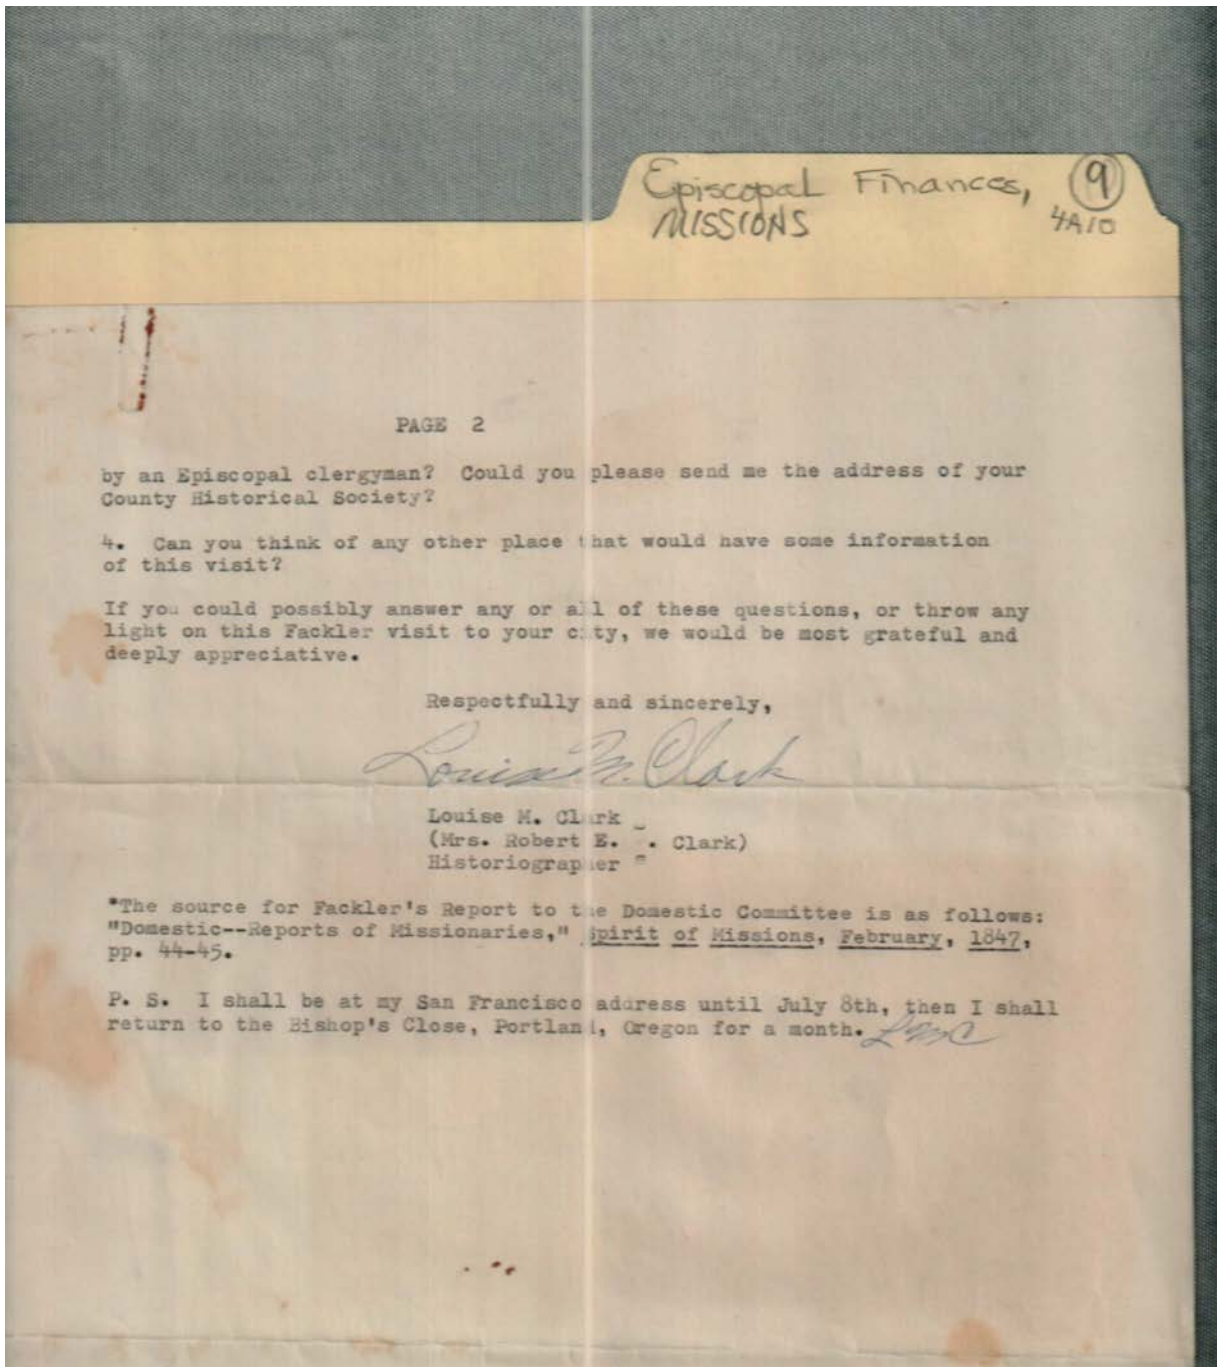 Episcopal Finances, 9
MISSIONS 4A10
PAGE 2
by an Episcopal clergyman? Could you please send me the address of your
County Historical Society?
4. Can you think of any other place that would have some information
of this visit?
If you could possibly answer any or all of these questions, or throw any
light on this Fackler visit to your city, we would be most grateful and
deeply appreciative.
Respectfully and sincerely,
Louise M. Clark
Louise M. Clark
(Mrs. Robert E. . Clark)
Historiographer
*The source for Fackler's Report to the Domestic Committee is as follows:
"Domestic--Reports of Missionaries," Spirit of Missions, February, 1847,
pp. 44-45.
P. S. I shall be at my San Francisco address until July 8th, then I shall
return to the Bishop's Close, Portland, Oregon for a month. LMC